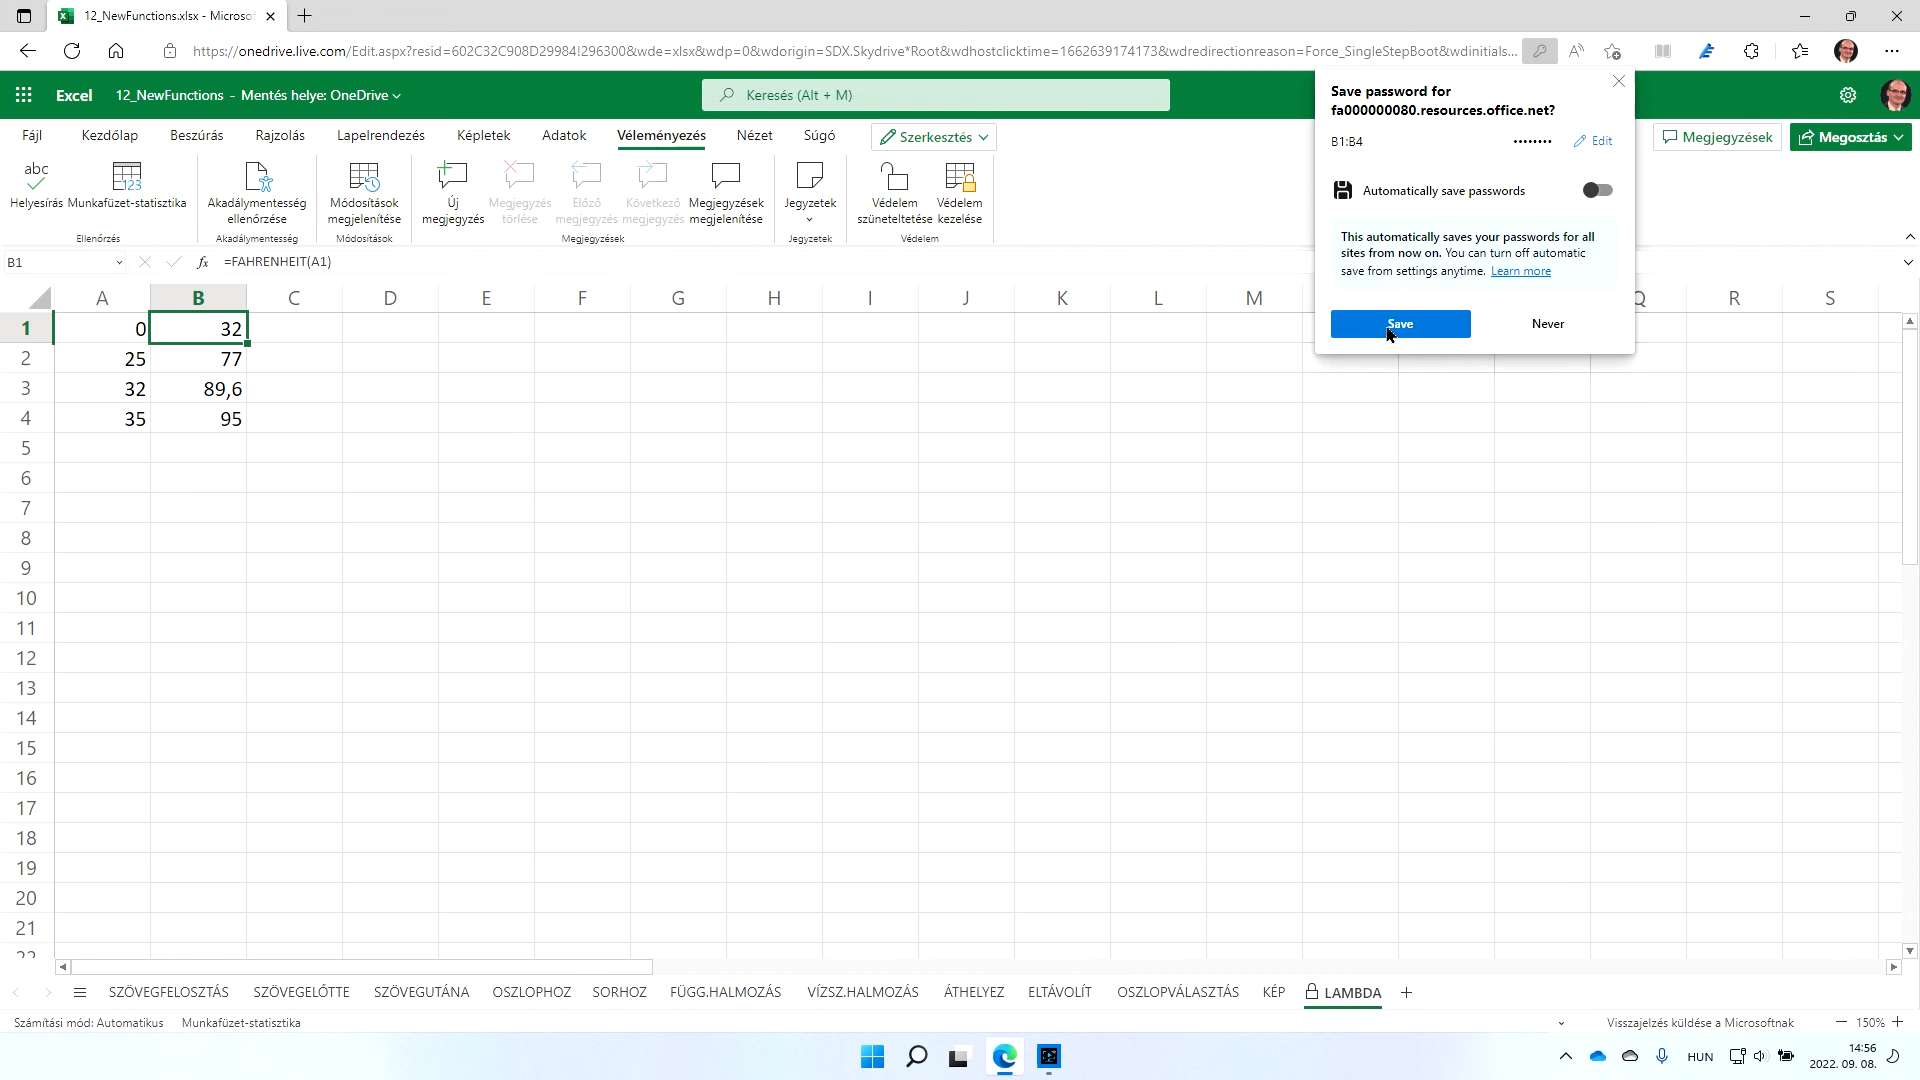 12_NewFunctions.xlsx - Microsof
https://onedrive.live.com/Edit.aspx?resid=602C32C908D29984!296300&wde=xlsx&wdp=0&wdorigin=SDX.Skydrive*Root&wdhostclicktime=1662639174173&wdredirectionreason=Force_SingleStepBoot&wdinitials...
Excel 12_NewFunctions - Mentés helye: OneDrive
Keresés (Alt + M)
Fájl Kezdőlap Beszúrás Rajzolás Lapelrendezés Képletek Adatok Véleményezés Nézet Súgó Szerkesztés Megjegyzések Megosztás
abc 123
Helyesírás Munkafüzet-statisztika
Ellenőrzés
Akadálymentesség
ellenőrzése
Akadálymentesség
Módosítások
megjelenítése
Módosítások
Új
megjegyzés
Megjegyzés
törlése
Előző
megjegyzés
Következő
megjegyzés
Megjegyzések
megjelenítése
Megjegyzések
Jegyzetek
Jegyzetek
Védelem
szüneteltetése
Védelem
kezelése
Védelem
Save password for
fa000000080.resources.office.net?
B1:B4 •••••••• Edit
Automatically save passwords
This automatically saves your passwords for all
sites from now on. You can turn off automatic
save from settings anytime. Learn more
Save Never
B1 fx =FAHRENHEIT(A1)
A B C D E F G H I J K L M Q R S
1 0 32
2 25 77
3 32 89,6
4 35 95
5
6
7
8
9
10
11
12
13
14
15
16
17
18
19
20
21
22
SZÖVEGFELOSZTÁS SZÖVEGELŐTTE SZÖVEGUTÁNA OSZLOPHOZ SORHOZ FÜGG.HALMOZÁS VÍZSZ.HALMOZÁS ÁTHELYEZ ELTÁVOLÍT OSZLOPVÁLASZTÁS KÉP LAMBDA
Számítási mód: Automatikus Munkafüzet-statisztika Visszajelzés küldése a Microsoftnak 150%
HUN 14:56
2022. 09. 08.